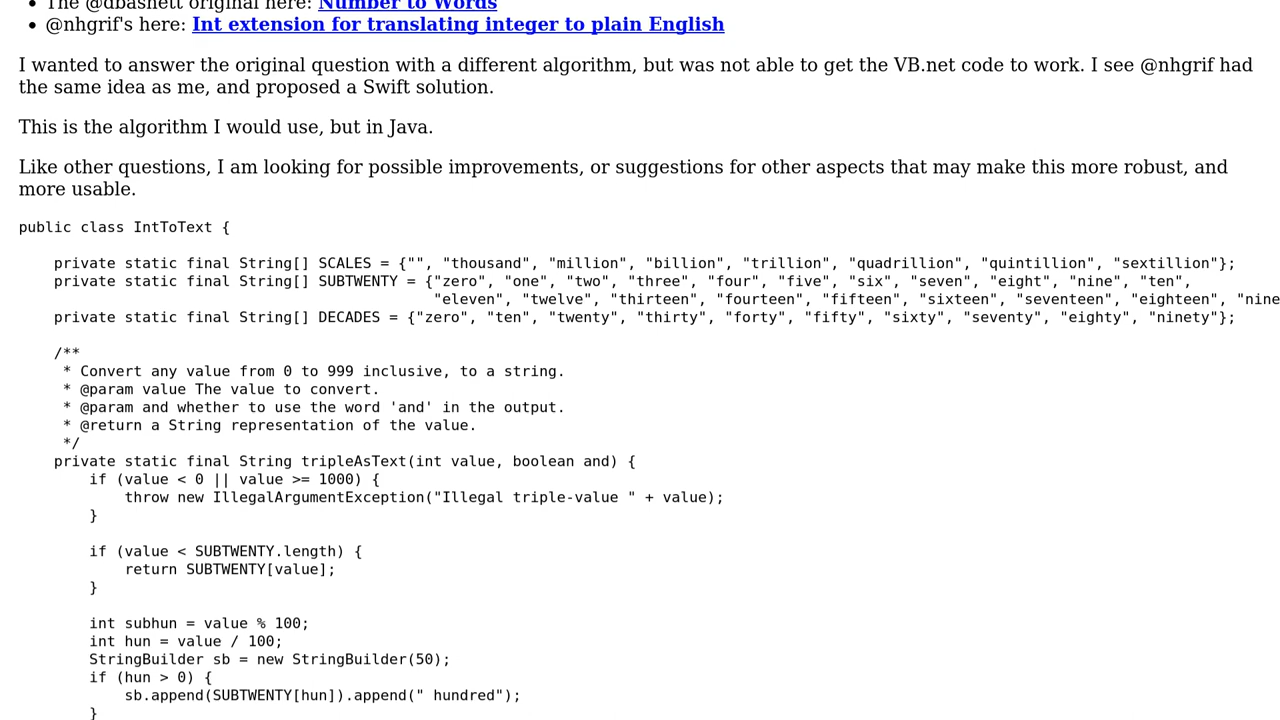 • The @dbasnett original here: Number to Words
• @nhgrif's here: Int extension for translating integer to plain English
I wanted to answer the original question with a different algorithm, but was not able to get the VB.net code to work. I see @nhgrif had
the same idea as me, and proposed a Swift solution.
This is the algorithm I would use, but in Java.
Like other questions, I am looking for possible improvements, or suggestions for other aspects that may make this more robust, and
more usable.
public class IntToText {
    private static final String[] SCALES = {"", "thousand", "million", "billion", "trillion", "quadrillion", "quintillion", "sextillion"};
    private static final String[] SUBTWENTY = {"zero", "one", "two", "three", "four", "five", "six", "seven", "eight", "nine", "ten",
                                               "eleven", "twelve", "thirteen", "fourteen", "fifteen", "sixteen", "seventeen", "eighteen", "nine
    private static final String[] DECADES = {"zero", "ten", "twenty", "thirty", "forty", "fifty", "sixty", "seventy", "eighty", "ninety"};
    /**
     * Convert any value from 0 to 999 inclusive, to a string.
     * @param value The value to convert.
     * @param and whether to use the word 'and' in the output.
     * @return a String representation of the value.
     */
    private static final String tripleAsText(int value, boolean and) {
        if (value < 0 || value >= 1000) {
            throw new IllegalArgumentException("Illegal triple-value " + value);
        }
        if (value < SUBTWENTY.length) {
            return SUBTWENTY[value];
        }
        int subhun = value % 100;
        int hun = value / 100;
        StringBuilder sb = new StringBuilder(50);
        if (hun > 0) {
            sb.append(SUBTWENTY[hun]).append(" hundred");
        }